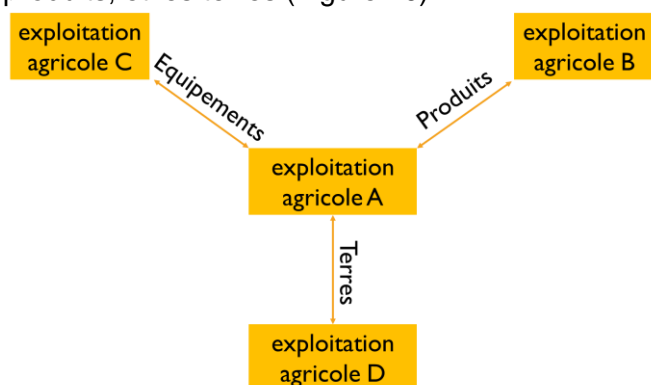 exploitation
agricole C
exploitation
agricole B
Equipements
Produits
exploitation
agricole A
Terres
exploitation
agricole D